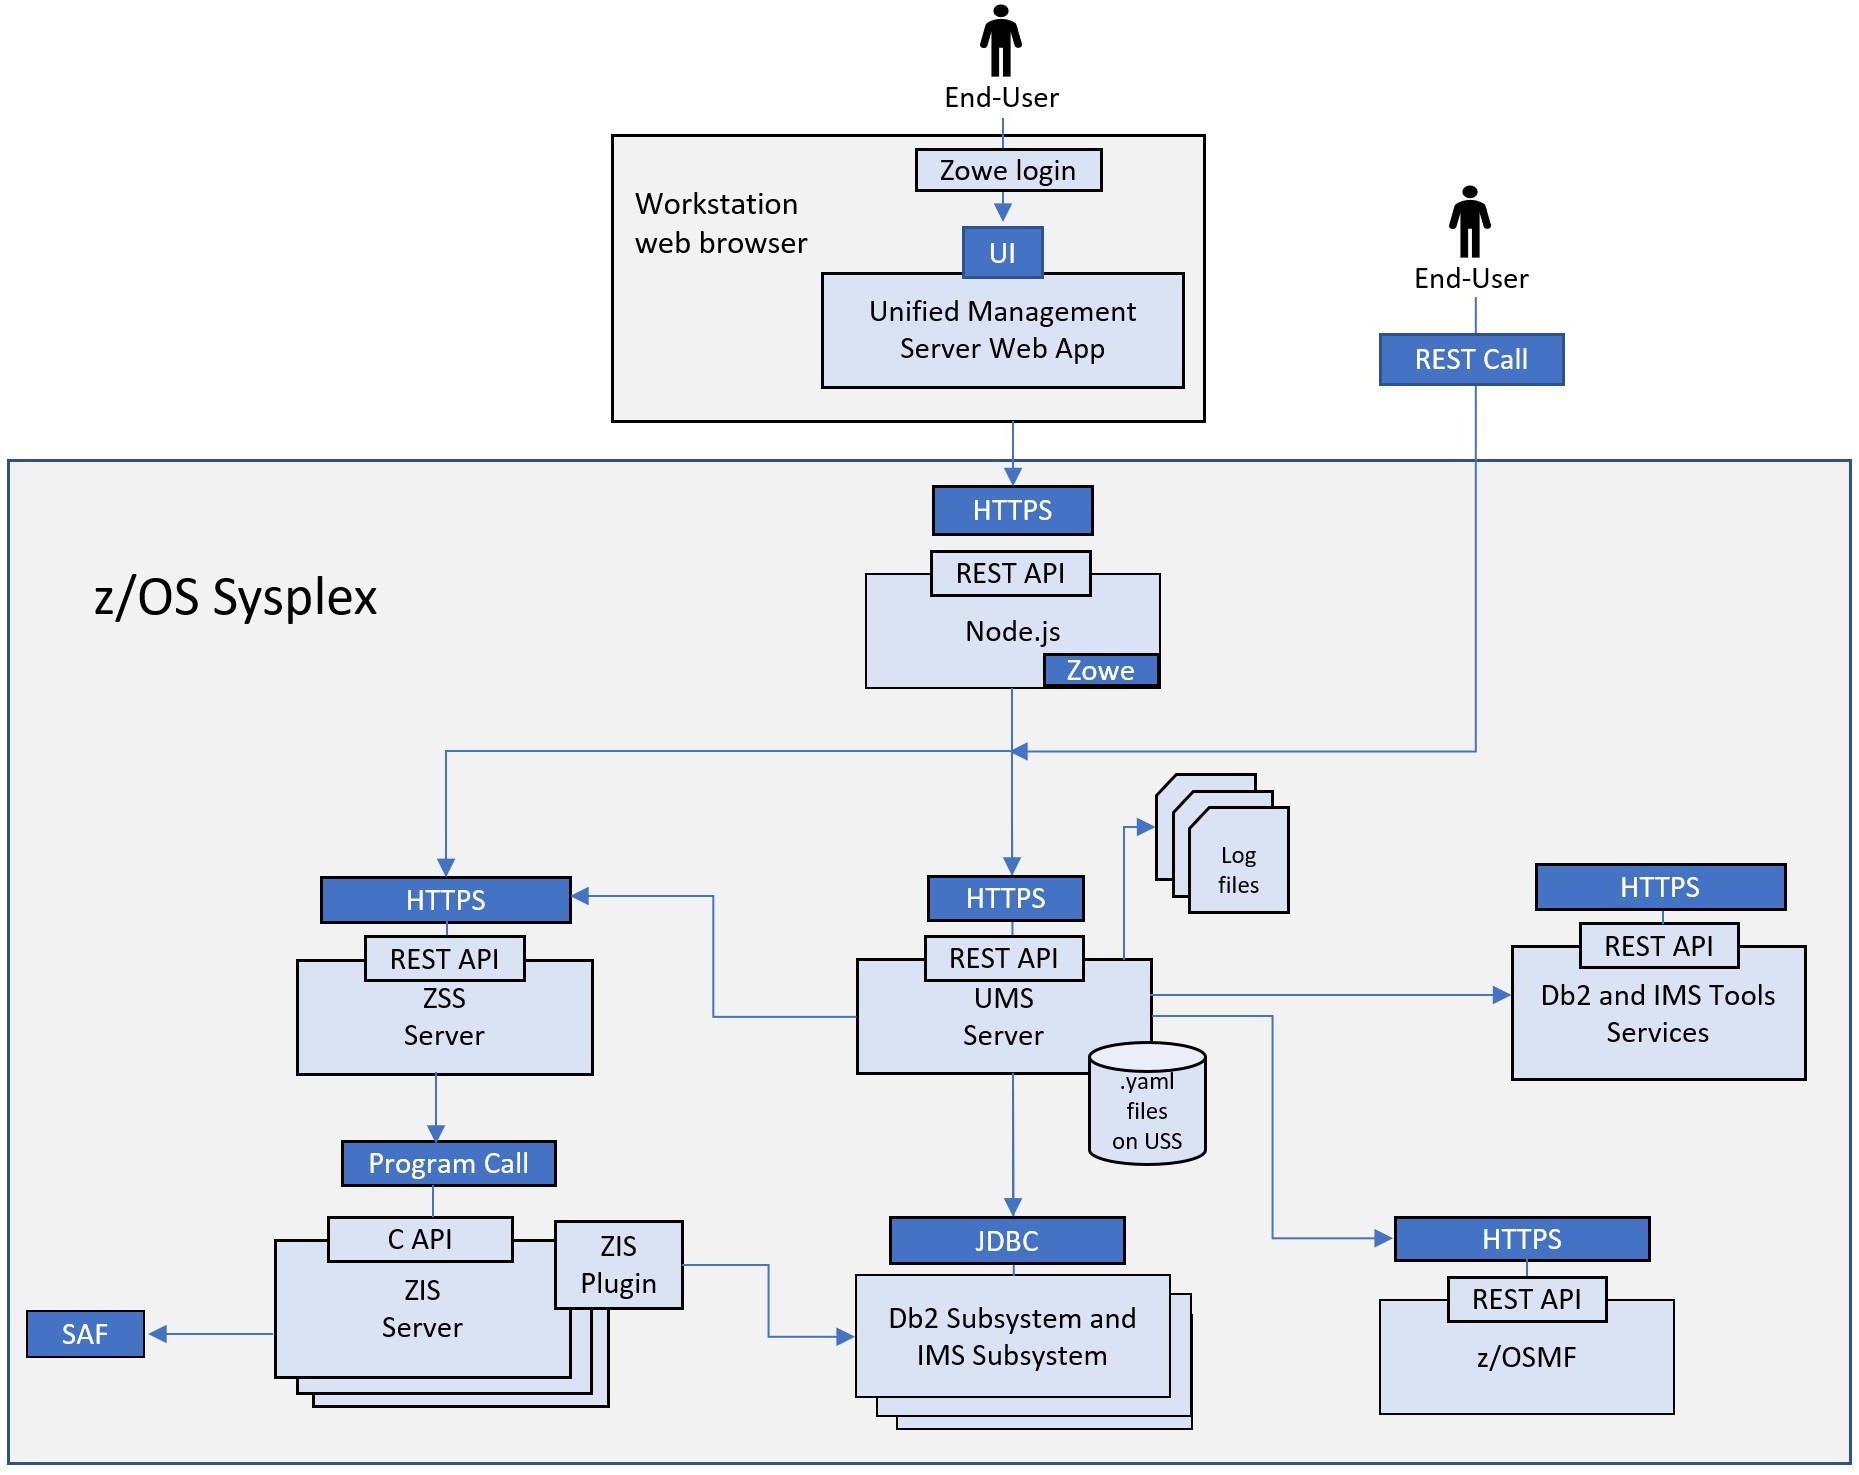 End-User
Zowe login
Workstation
web browser
UI
Unified Management
Server Web App
End-User
REST Call
HTTPS
z/OS Sysplex
REST API
Node.js
Zowe
Log
files
HTTPS
REST API
ZSS
Server
HTTPS
REST API
UMS
Server
.yaml
files
on USS
HTTPS
REST API
Db2 and IMS Tools
Services
Program Call
C API
ZIS
Server
ZIS
Plugin
SAF
JDBC
Db2 Subsystem and
IMS Subsystem
HTTPS
REST API
z/OSMF